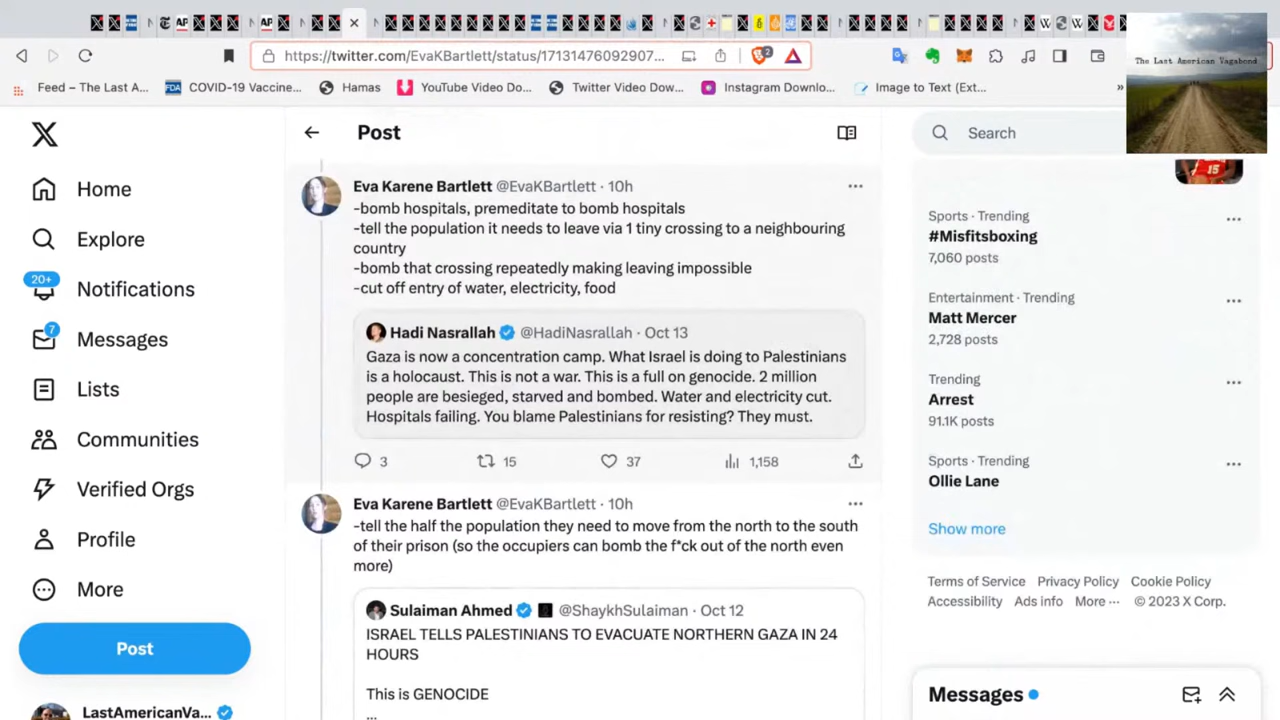 https://twitter.com/EvaKBartlett/status/17131476092907...
2
The Last American Vagabond
Feed – The Last A...
FDA
COVID-19 Vaccine...
Hamas
YouTube Video Do...
Twitter Video Dow...
Instagram Downlo...
Image to Text (Ext...
»
Post
Search
Home
Explore
20+
Notifications
7
Messages
Lists
Communities
Verified Orgs
Profile
More
Post
LastAmericanVa...
Eva Karene Bartlett @EvaKBartlett · 10h
-bomb hospitals, premeditate to bomb hospitals
-tell the population it needs to leave via 1 tiny crossing to a neighbouring
country
-bomb that crossing repeatedly making leaving impossible
-cut off entry of water, electricity, food
Hadi Nasrallah @HadiNasrallah · Oct 13
Gaza is now a concentration camp. What Israel is doing to Palestinians
is a holocaust. This is not a war. This is a full on genocide. 2 million
people are besieged, starved and bombed. Water and electricity cut.
Hospitals failing. You blame Palestinians for resisting? They must.
3 15 37 1,158
Eva Karene Bartlett @EvaKBartlett · 10h
-tell the half the population they need to move from the north to the south
of their prison (so the occupiers can bomb the f*ck out of the north even
more)
Sulaiman Ahmed @ShaykhSulaiman · Oct 12
ISRAEL TELLS PALESTINIANS TO EVACUATE NORTHERN GAZA IN 24
HOURS
This is GENOCIDE
...
15
Sports · Trending
#Misfitsboxing
7,060 posts
Entertainment · Trending
Matt Mercer
2,728 posts
Trending
Arrest
91.1K posts
Sports · Trending
Ollie Lane
Show more
Terms of Service Privacy Policy Cookie Policy
Accessibility Ads info More ··· © 2023 X Corp.
Messages